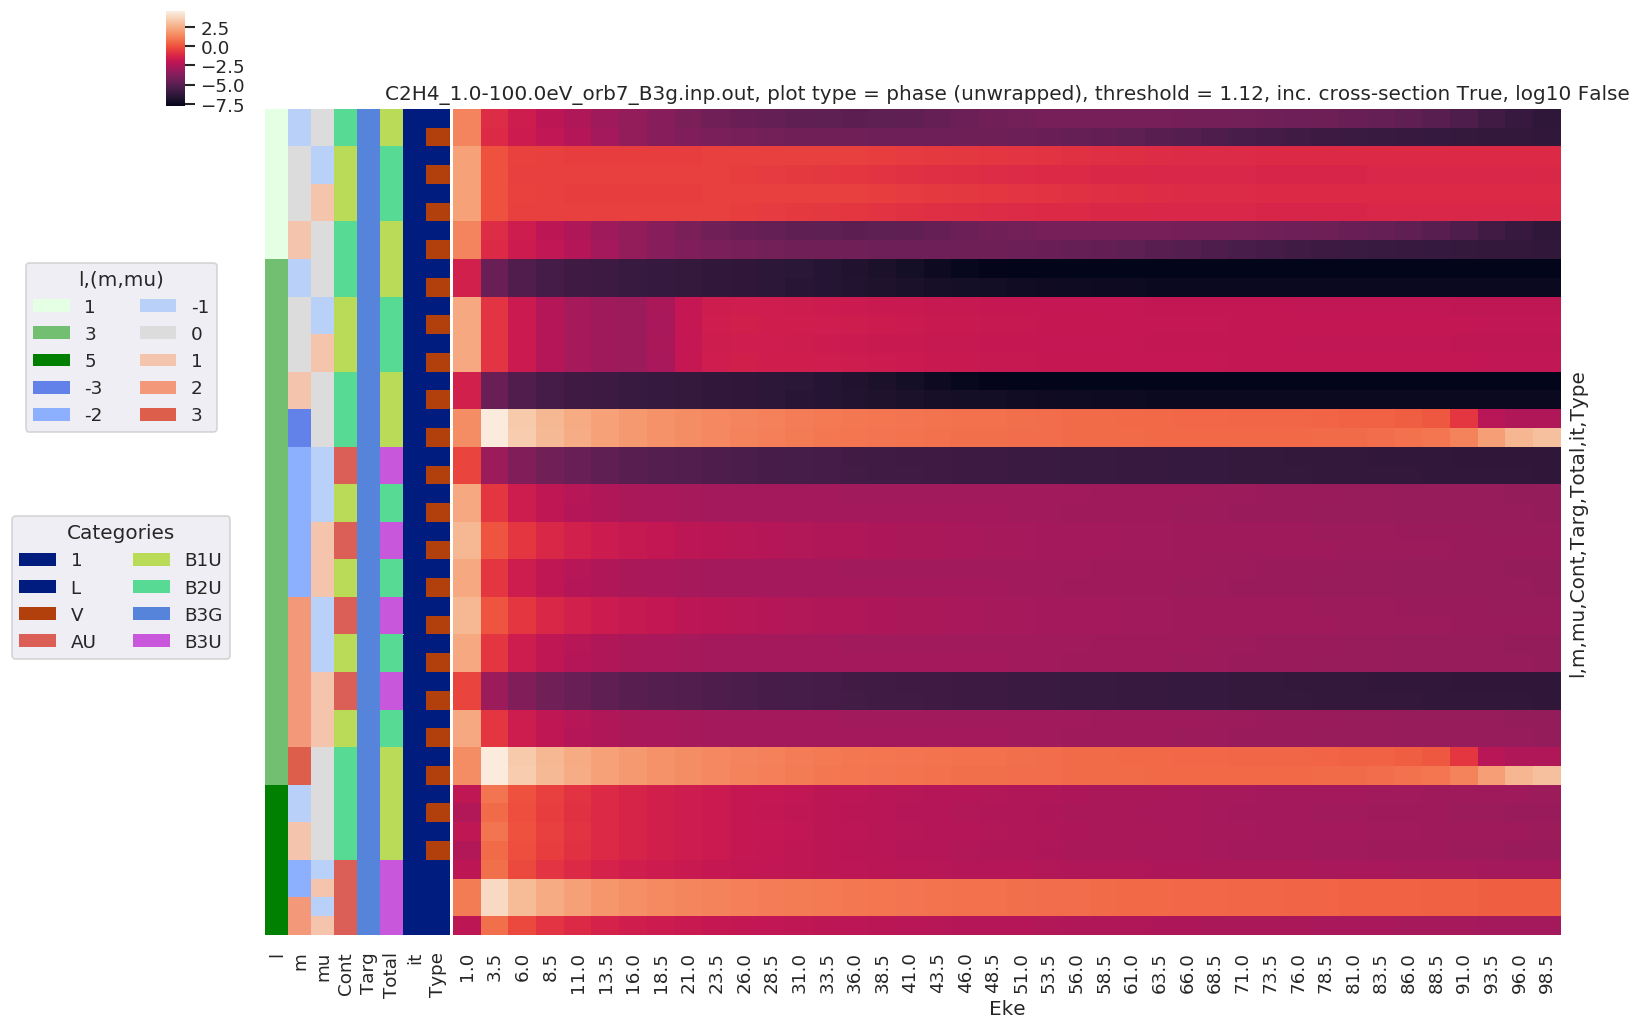 2.5
0.0
−2.5
−5.0
−7.5
C2H4_1.0-100.0eV_orb7_B3g.inp.out, plot type = phase (unwrapped), threshold = 1.12, inc. cross-section True, log10 False
l,(m,mu)
1 -1
3 0
5 1
-3 2
-2 3
Categories
1 B1U
L B2U
V B3G
AU B3U
l,m,mu,Cont,Targ,Total,it,Type
l m mu Cont Targ Total it Type
1.0 3.5 6.0 8.5 11.0 13.5 16.0 18.5 21.0 23.5 26.0 28.5 31.0 33.5 36.0 38.5 41.0 43.5 46.0 48.5 51.0 53.5 56.0 58.5 61.0 63.5 66.0 68.5 71.0 73.5 76.0 78.5 81.0 83.5 86.0 88.5 91.0 93.5 96.0 98.5
Eke